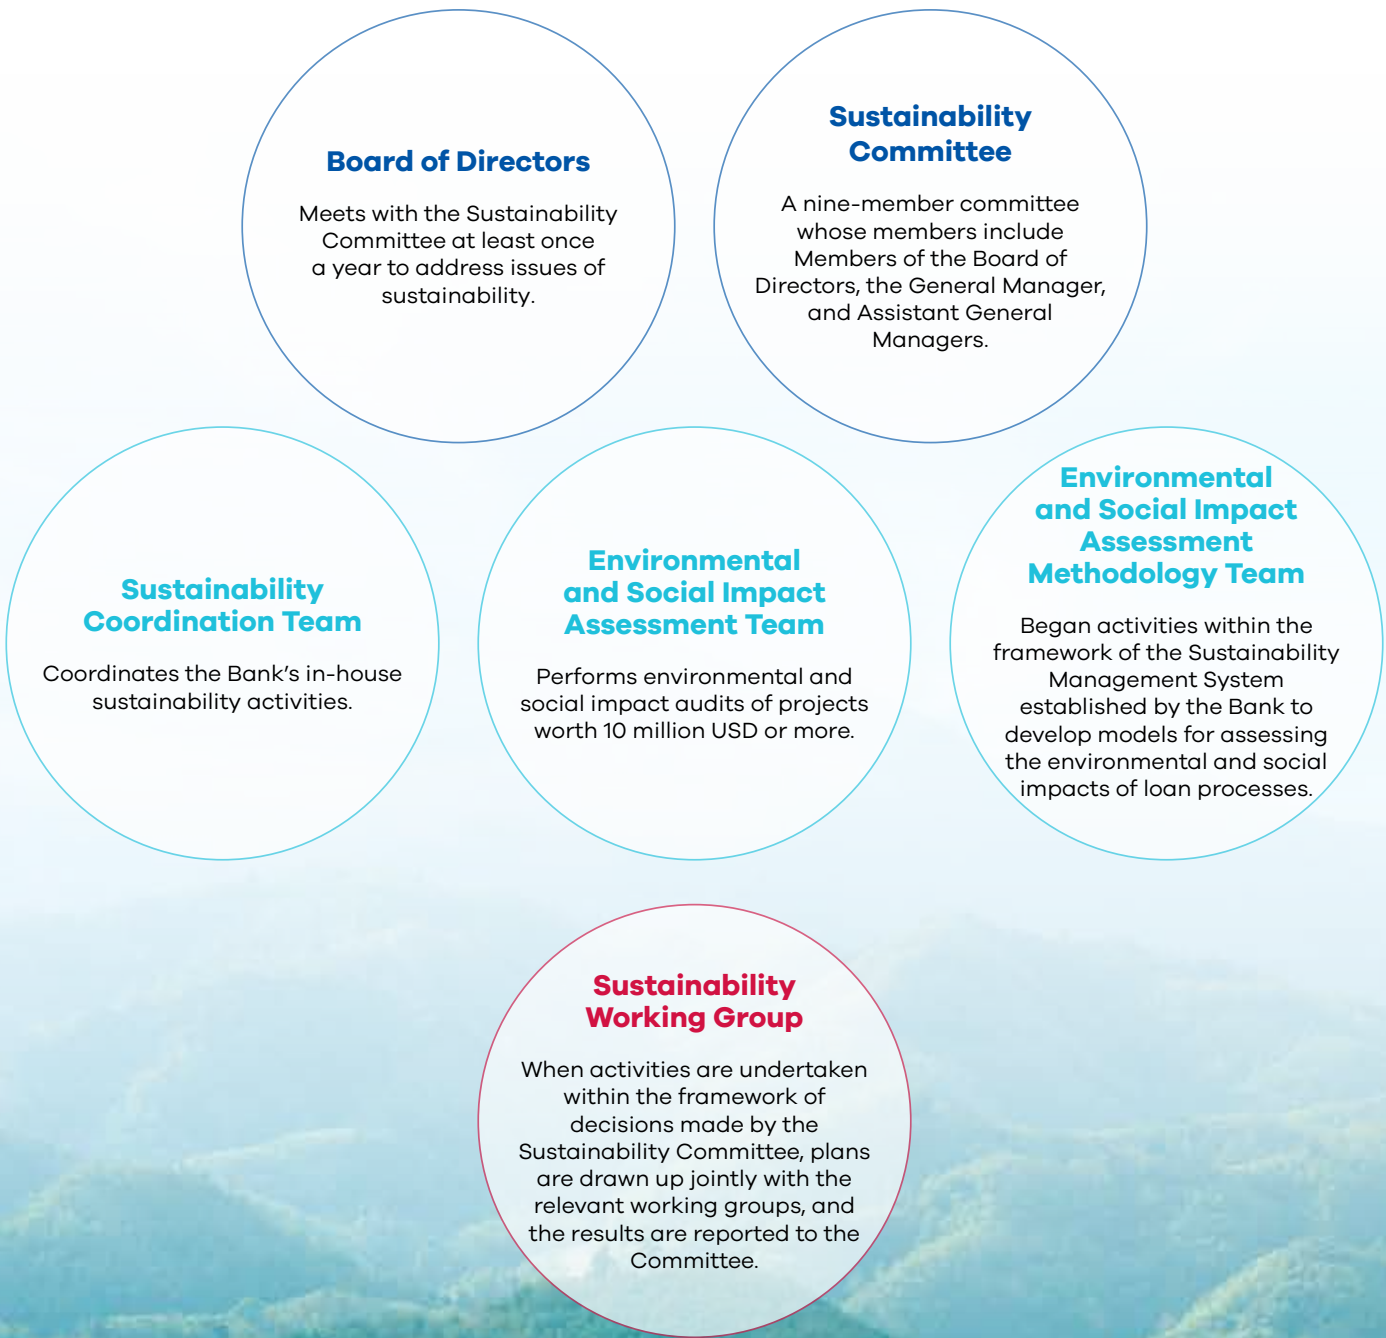 Board of Directors
Meets with the Sustainability
Committee at least once
a year to address issues of
sustainability.
Sustainability
Committee
A nine-member committee
whose members include
Members of the Board of
Directors, the General Manager,
and Assistant General
Managers.
Sustainability
Coordination Team
Coordinates the Bank’s in-house
sustainability activities.
Environmental
and Social Impact
Assessment Team
Performs environmental and
social impact audits of projects
worth 10 million USD or more.
Environmental
and Social Impact
Assessment
Methodology Team
Began activities within the
framework of the Sustainability
Management System
established by the Bank to
develop models for assessing
the environmental and social
impacts of loan processes.
Sustainability
Working Group
When activities are undertaken
within the framework of
decisions made by the
Sustainability Committee, plans
are drawn up jointly with the
relevant working groups, and
the results are reported to the
Committee.